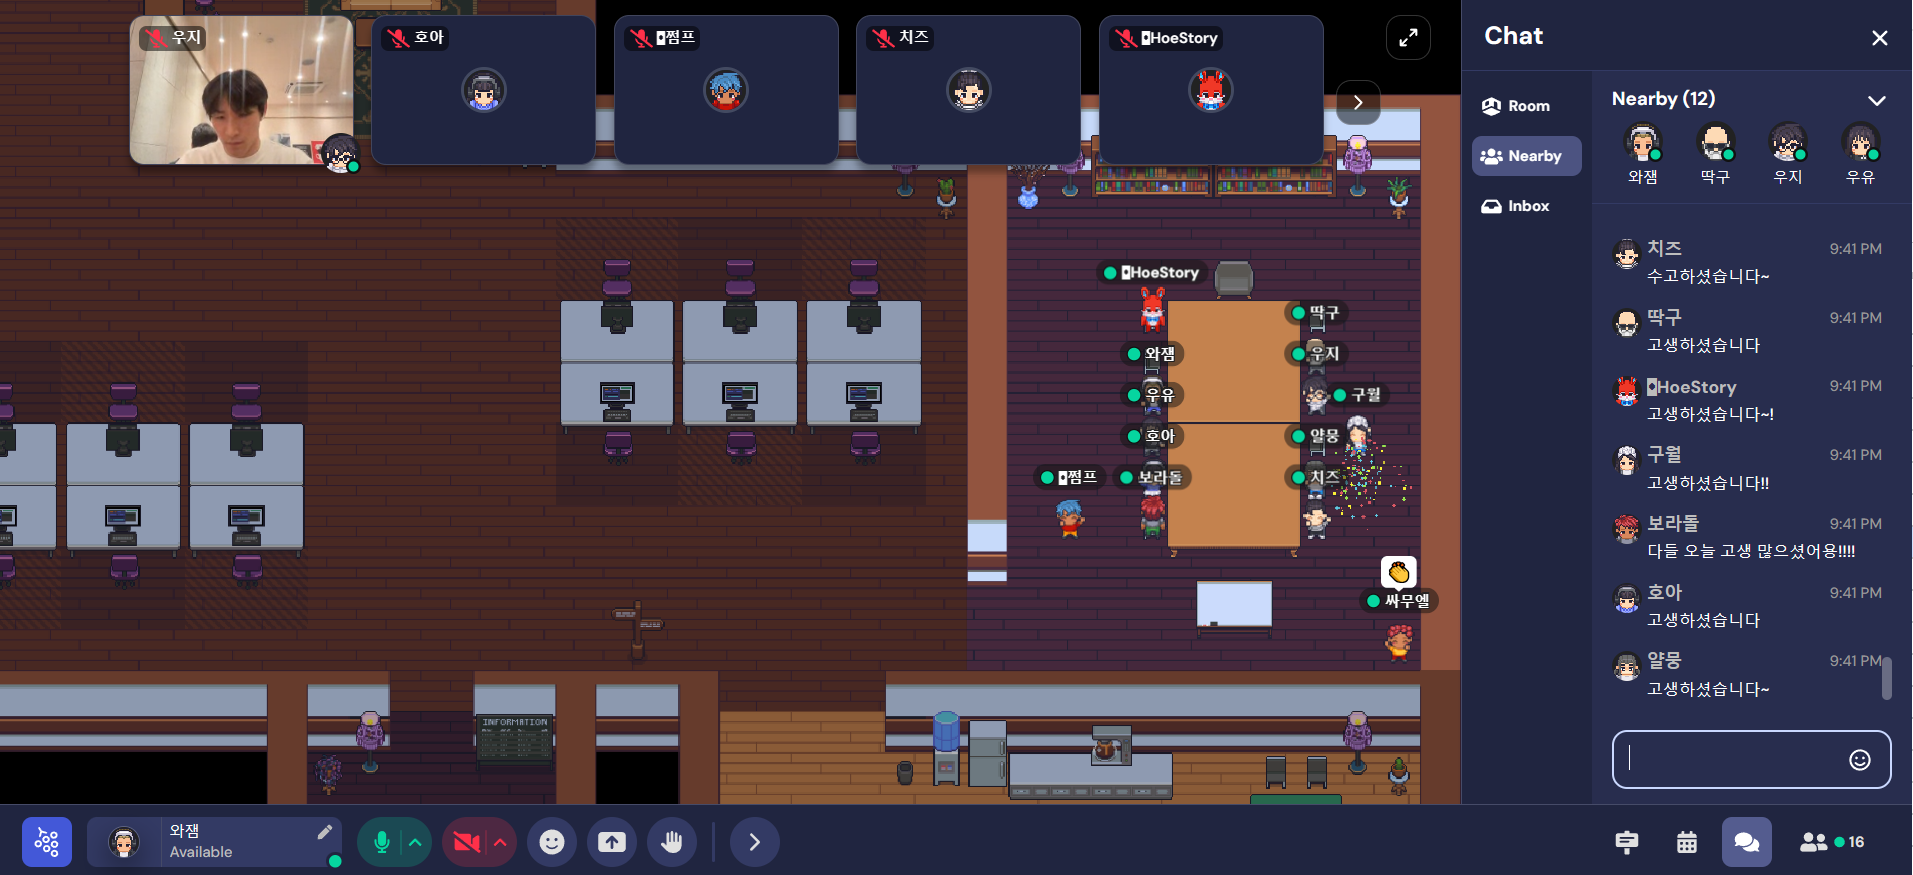 우지
호아
쩜프
치즈
HoeStory
HoeStory
딱구
와잼
우지
우유
구월
호아
얄뭉
쩜프
보라돌
치즈
싸무엘
INFORMATION
Chat
Room
Nearby
Inbox
Nearby (12)
와잼
딱구
우지
우유
치즈 9:41 PM
수고하셨습니다~
딱구 9:41 PM
고생하셨습니다
HoeStory 9:41 PM
고생하셨습니다~!
구월 9:41 PM
고생하셨습니다!!
보라돌 9:41 PM
다들 오늘 고생 많으셨어용!!!!
호아 9:41 PM
고생하셨습니다
얄뭉 9:41 PM
고생하셨습니다~
와잼
Available
16